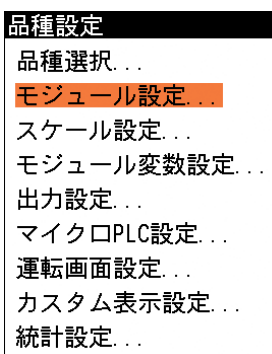 品種設定
品種選択...
モジュール設定...
スケール設定...
モジュール変数設定...
出力設定...
マイクロPLC設定...
運転画面設定...
カスタム表示設定...
統計設定...